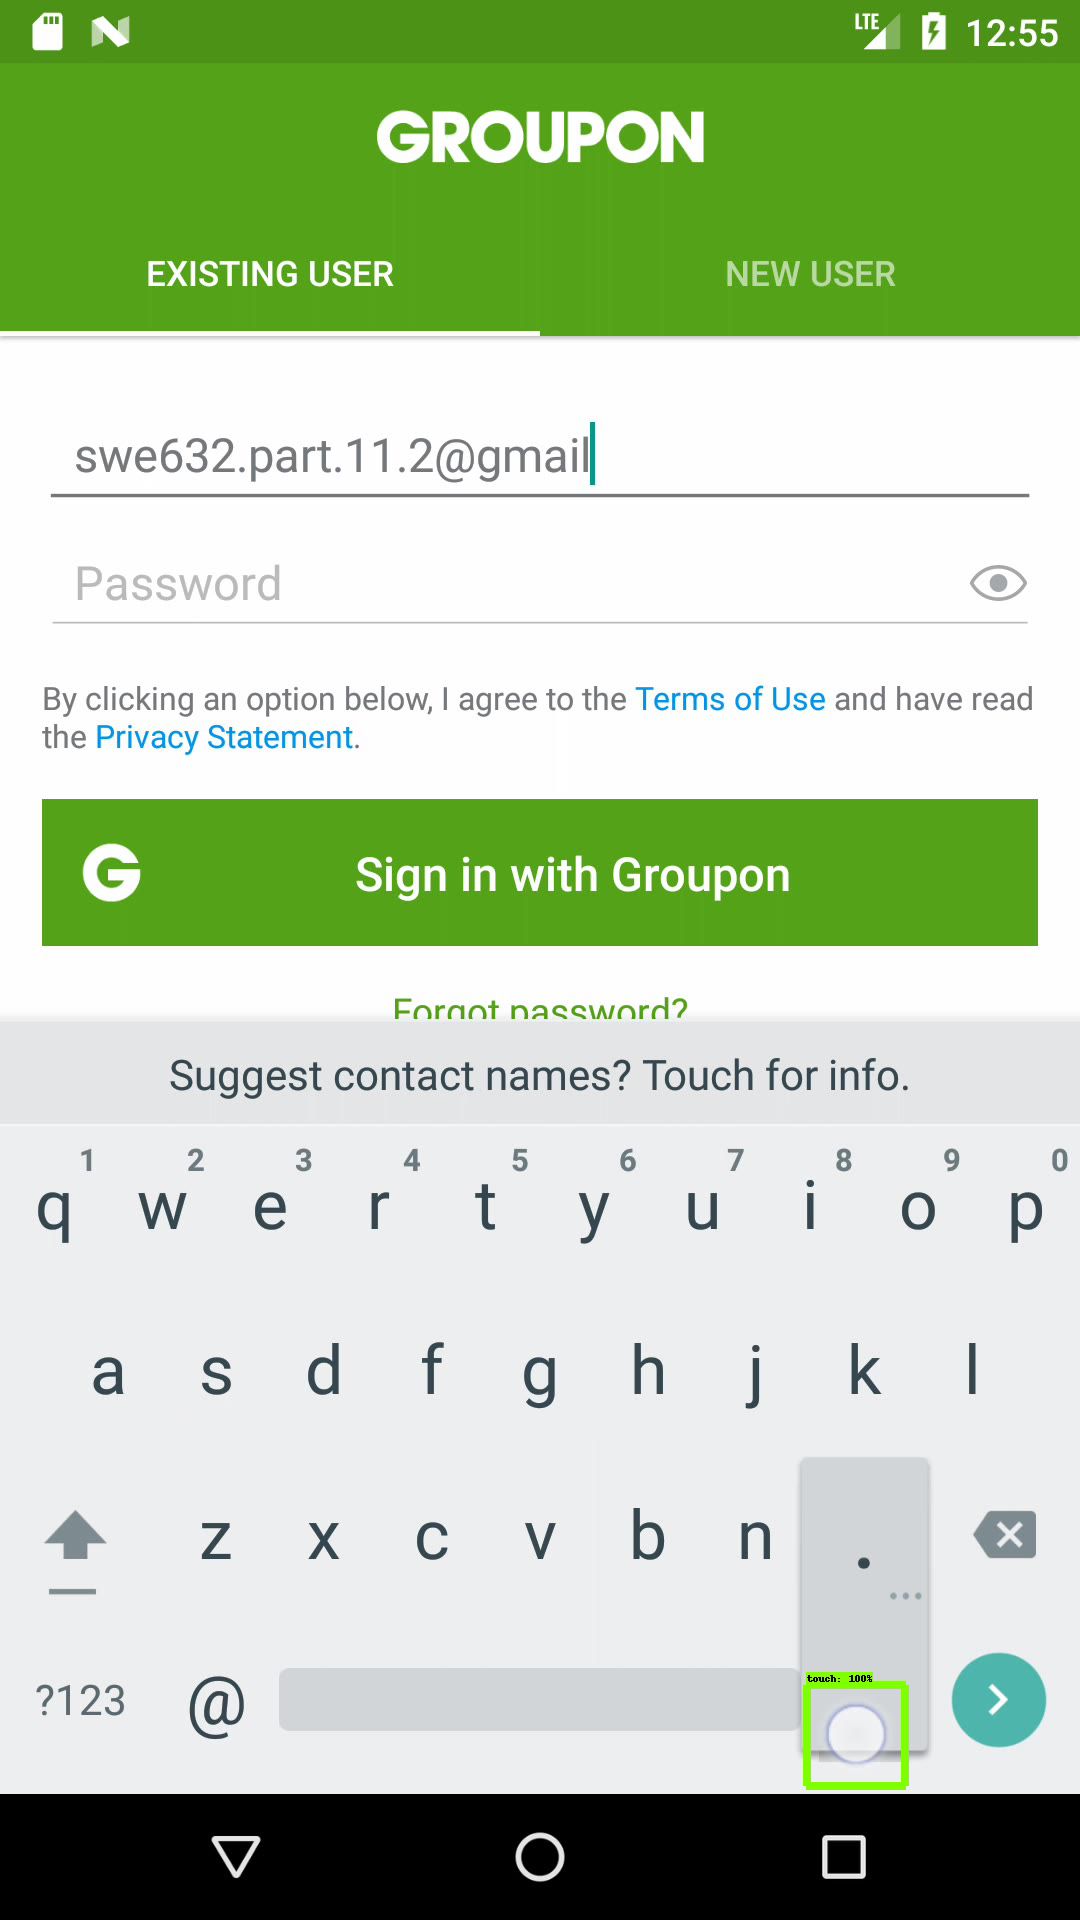 LTE 12:55
GROUPON
EXISTING USER NEW USER
swe632.part.11.2@gmail
Password
By clicking an option below, I agree to the Terms of Use and have read
the Privacy Statement.
G Sign in with Groupon
Forgot password?
Suggest contact names? Touch for info.
1 2 3 4 5 6 7 8 9 0
q w e r t y u i o p
a s d f g h j k l
z x c v b n .
...
touch: 100%
?123 @